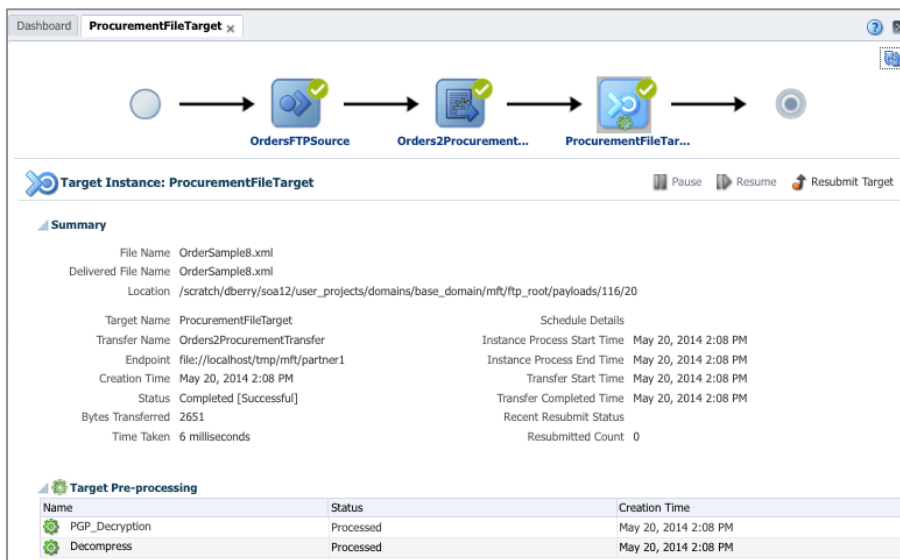 Dashboard ProcurementFileTarget
OrdersFTPSource Orders2Procurement... ProcurementFileTar...
Target Instance: ProcurementFileTarget Pause Resume Resubmit Target
Summary
File Name OrderSample8.xml
Delivered File Name OrderSample8.xml
Location /scratch/dberry/soa12/user_projects/domains/base_domain/mft/ftp_root/payloads/116/20
Target Name ProcurementFileTarget Schedule Details
Transfer Name Orders2ProcurementTransfer Instance Process Start Time May 20, 2014 2:08 PM
Endpoint file://localhost/tmp/mft/partner1 Instance Process End Time May 20, 2014 2:08 PM
Creation Time May 20, 2014 2:08 PM Transfer Start Time May 20, 2014 2:08 PM
Status Completed [Successful] Transfer Completed Time May 20, 2014 2:08 PM
Bytes Transferred 2651 Recent Resubmit Status
Time Taken 6 milliseconds Resubmitted Count 0
Target Pre-processing
Name Status Creation Time
PGP_Decryption Processed May 20, 2014 2:08 PM
Decompress Processed May 20, 2014 2:08 PM